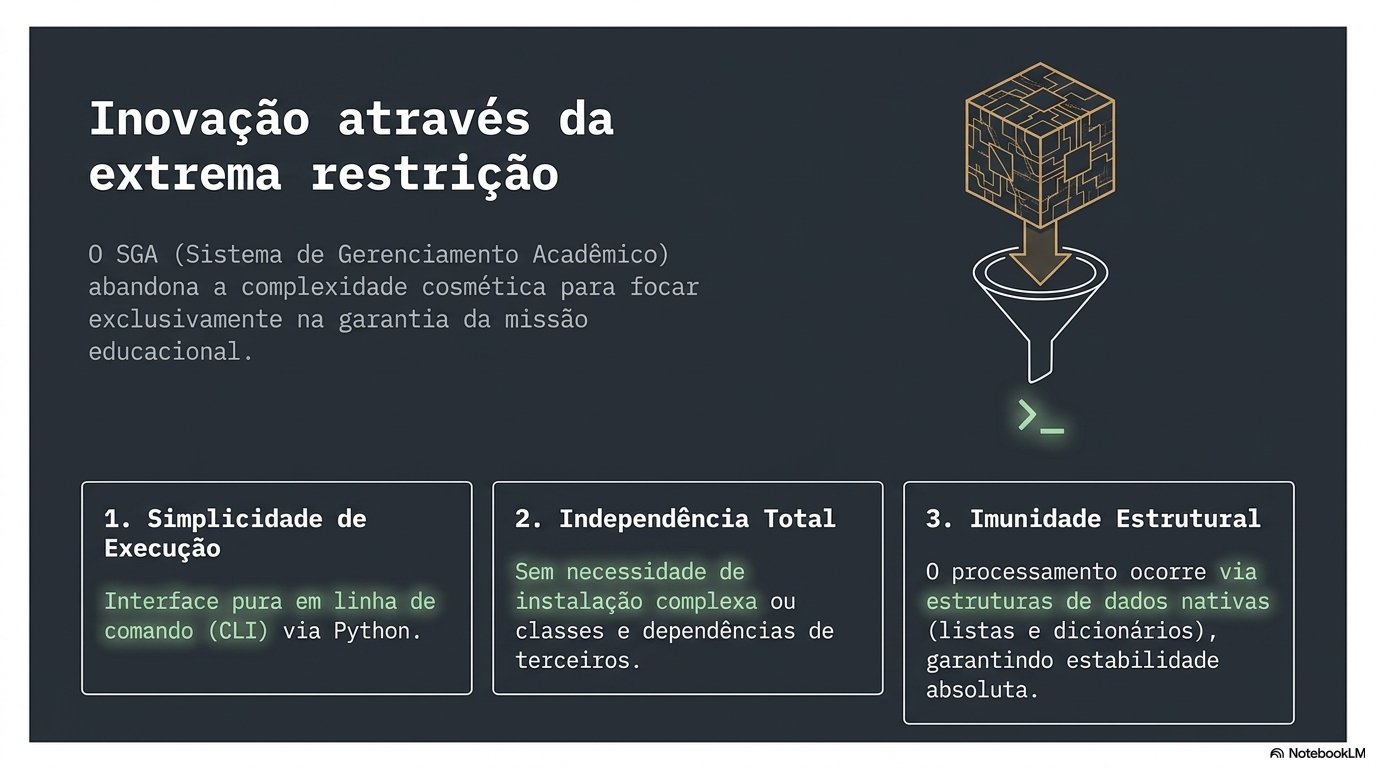 Inovação através da
extrema restrição
O SGA (Sistema de Gerenciamento Acadêmico)
abandona a complexidade cosmética para focar
exclusivamente na garantia da missão
educacional.
>_
1. Simplicidade de
Execução
Interface pura em linha de
comando (CLI) via Python.
2. Independência Total
Sem necessidade de
instalação complexa ou
classes e dependências de
terceiros.
3. Imunidade Estrutural
O processamento ocorre via
estruturas de dados nativas
(listas e dicionários),
garantindo estabilidade
absoluta.
NotebookLM